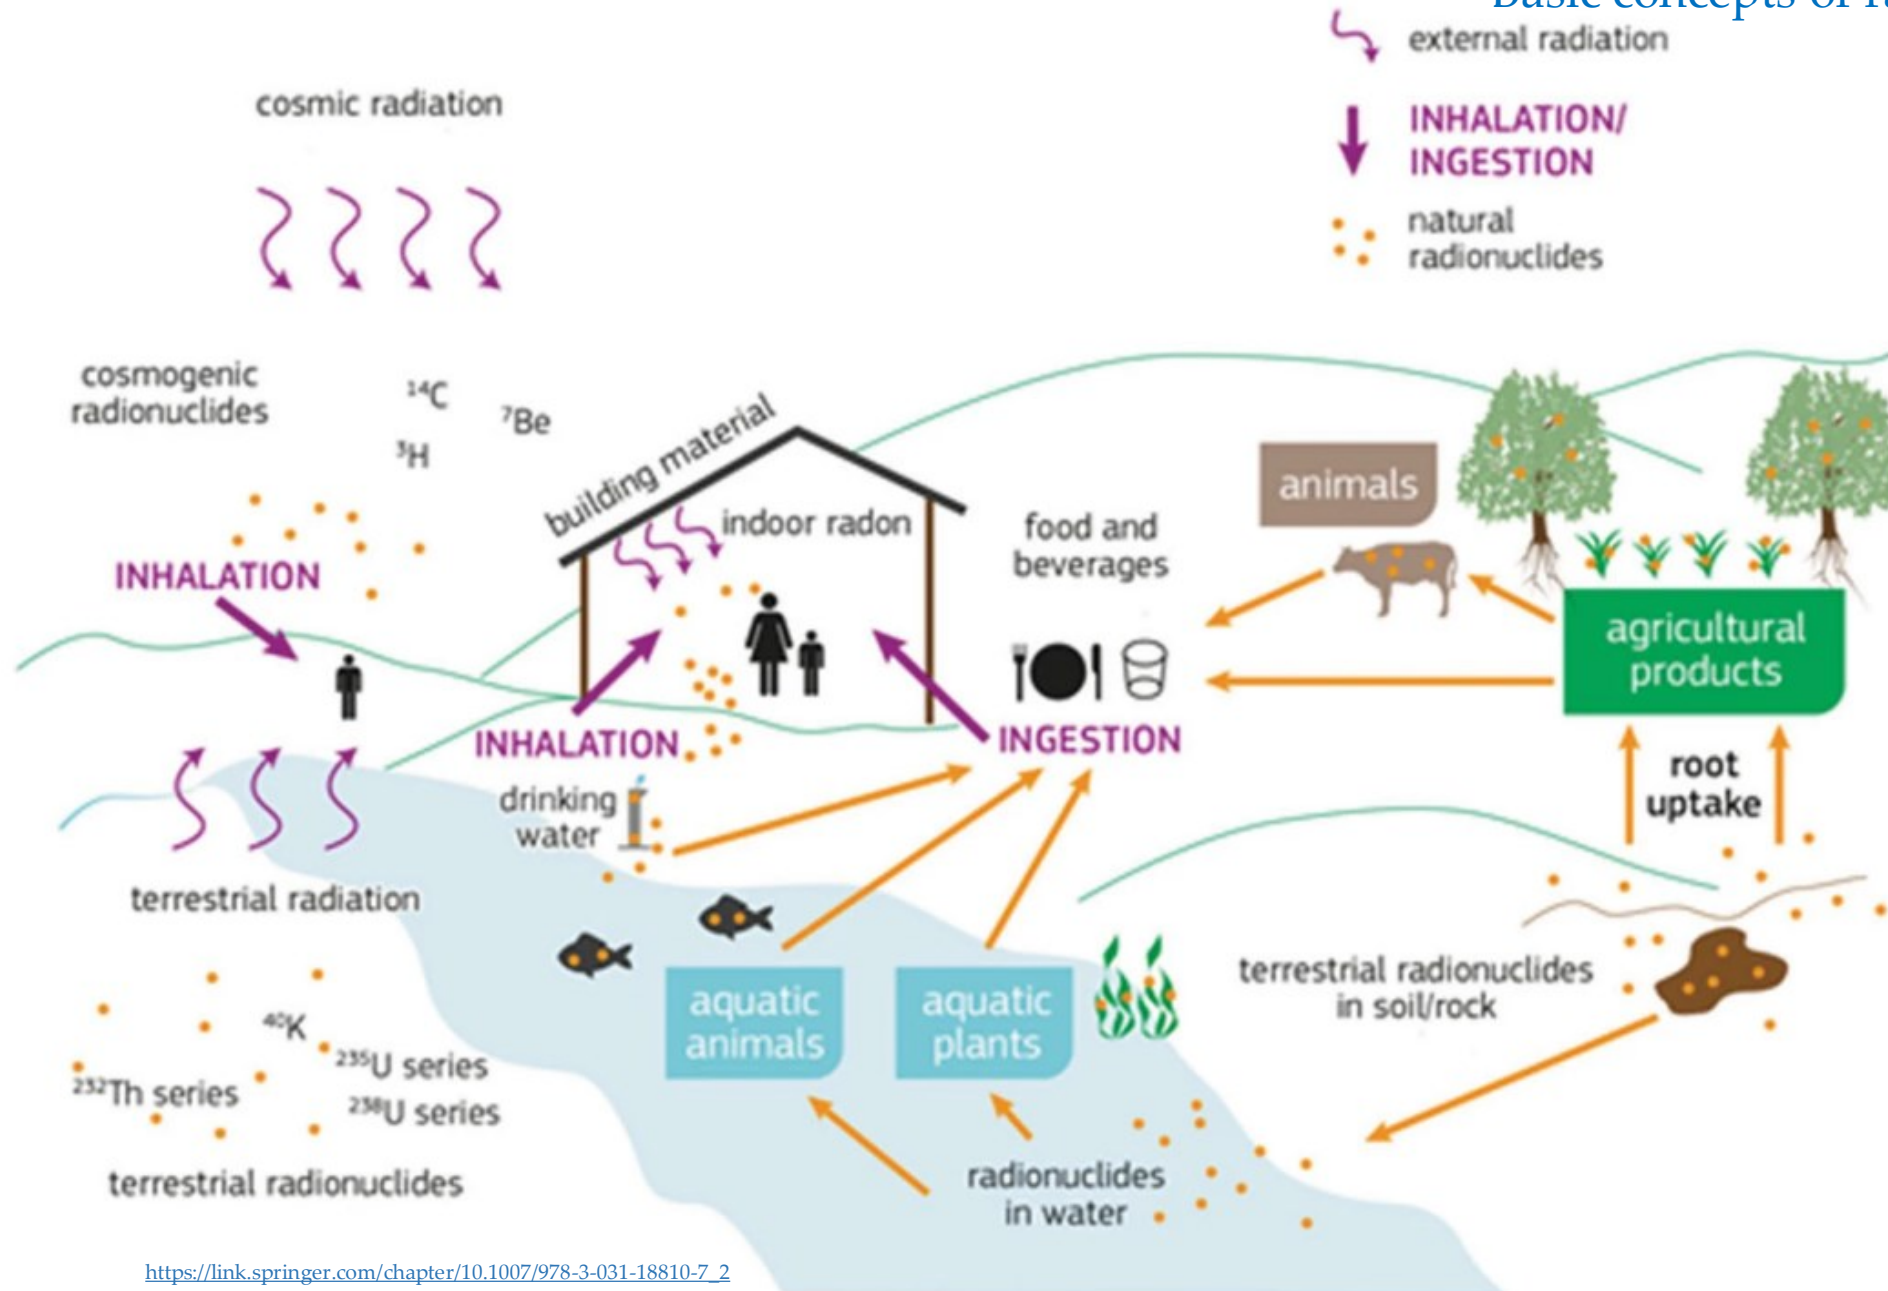 Basic concepts of
external radiation
INHALATION/
INGESTION
natural
radionuclides
cosmic radiation
cosmogenic
radionuclides
¹⁴C
⁷Be
³H
building material
indoor radon
food and
beverages
animals
INHALATION
agricultural
products
INHALATION
INGESTION
root
uptake
drinking
water
terrestrial radiation
aquatic
animals
aquatic
plants
terrestrial radionuclides
in soil/rock
⁴⁰K
²³⁵U series
²³²Th series
²³⁸U series
terrestrial radionuclides
radionuclides
in water
https://link.springer.com/chapter/10.1007/978-3-031-18810-7_2